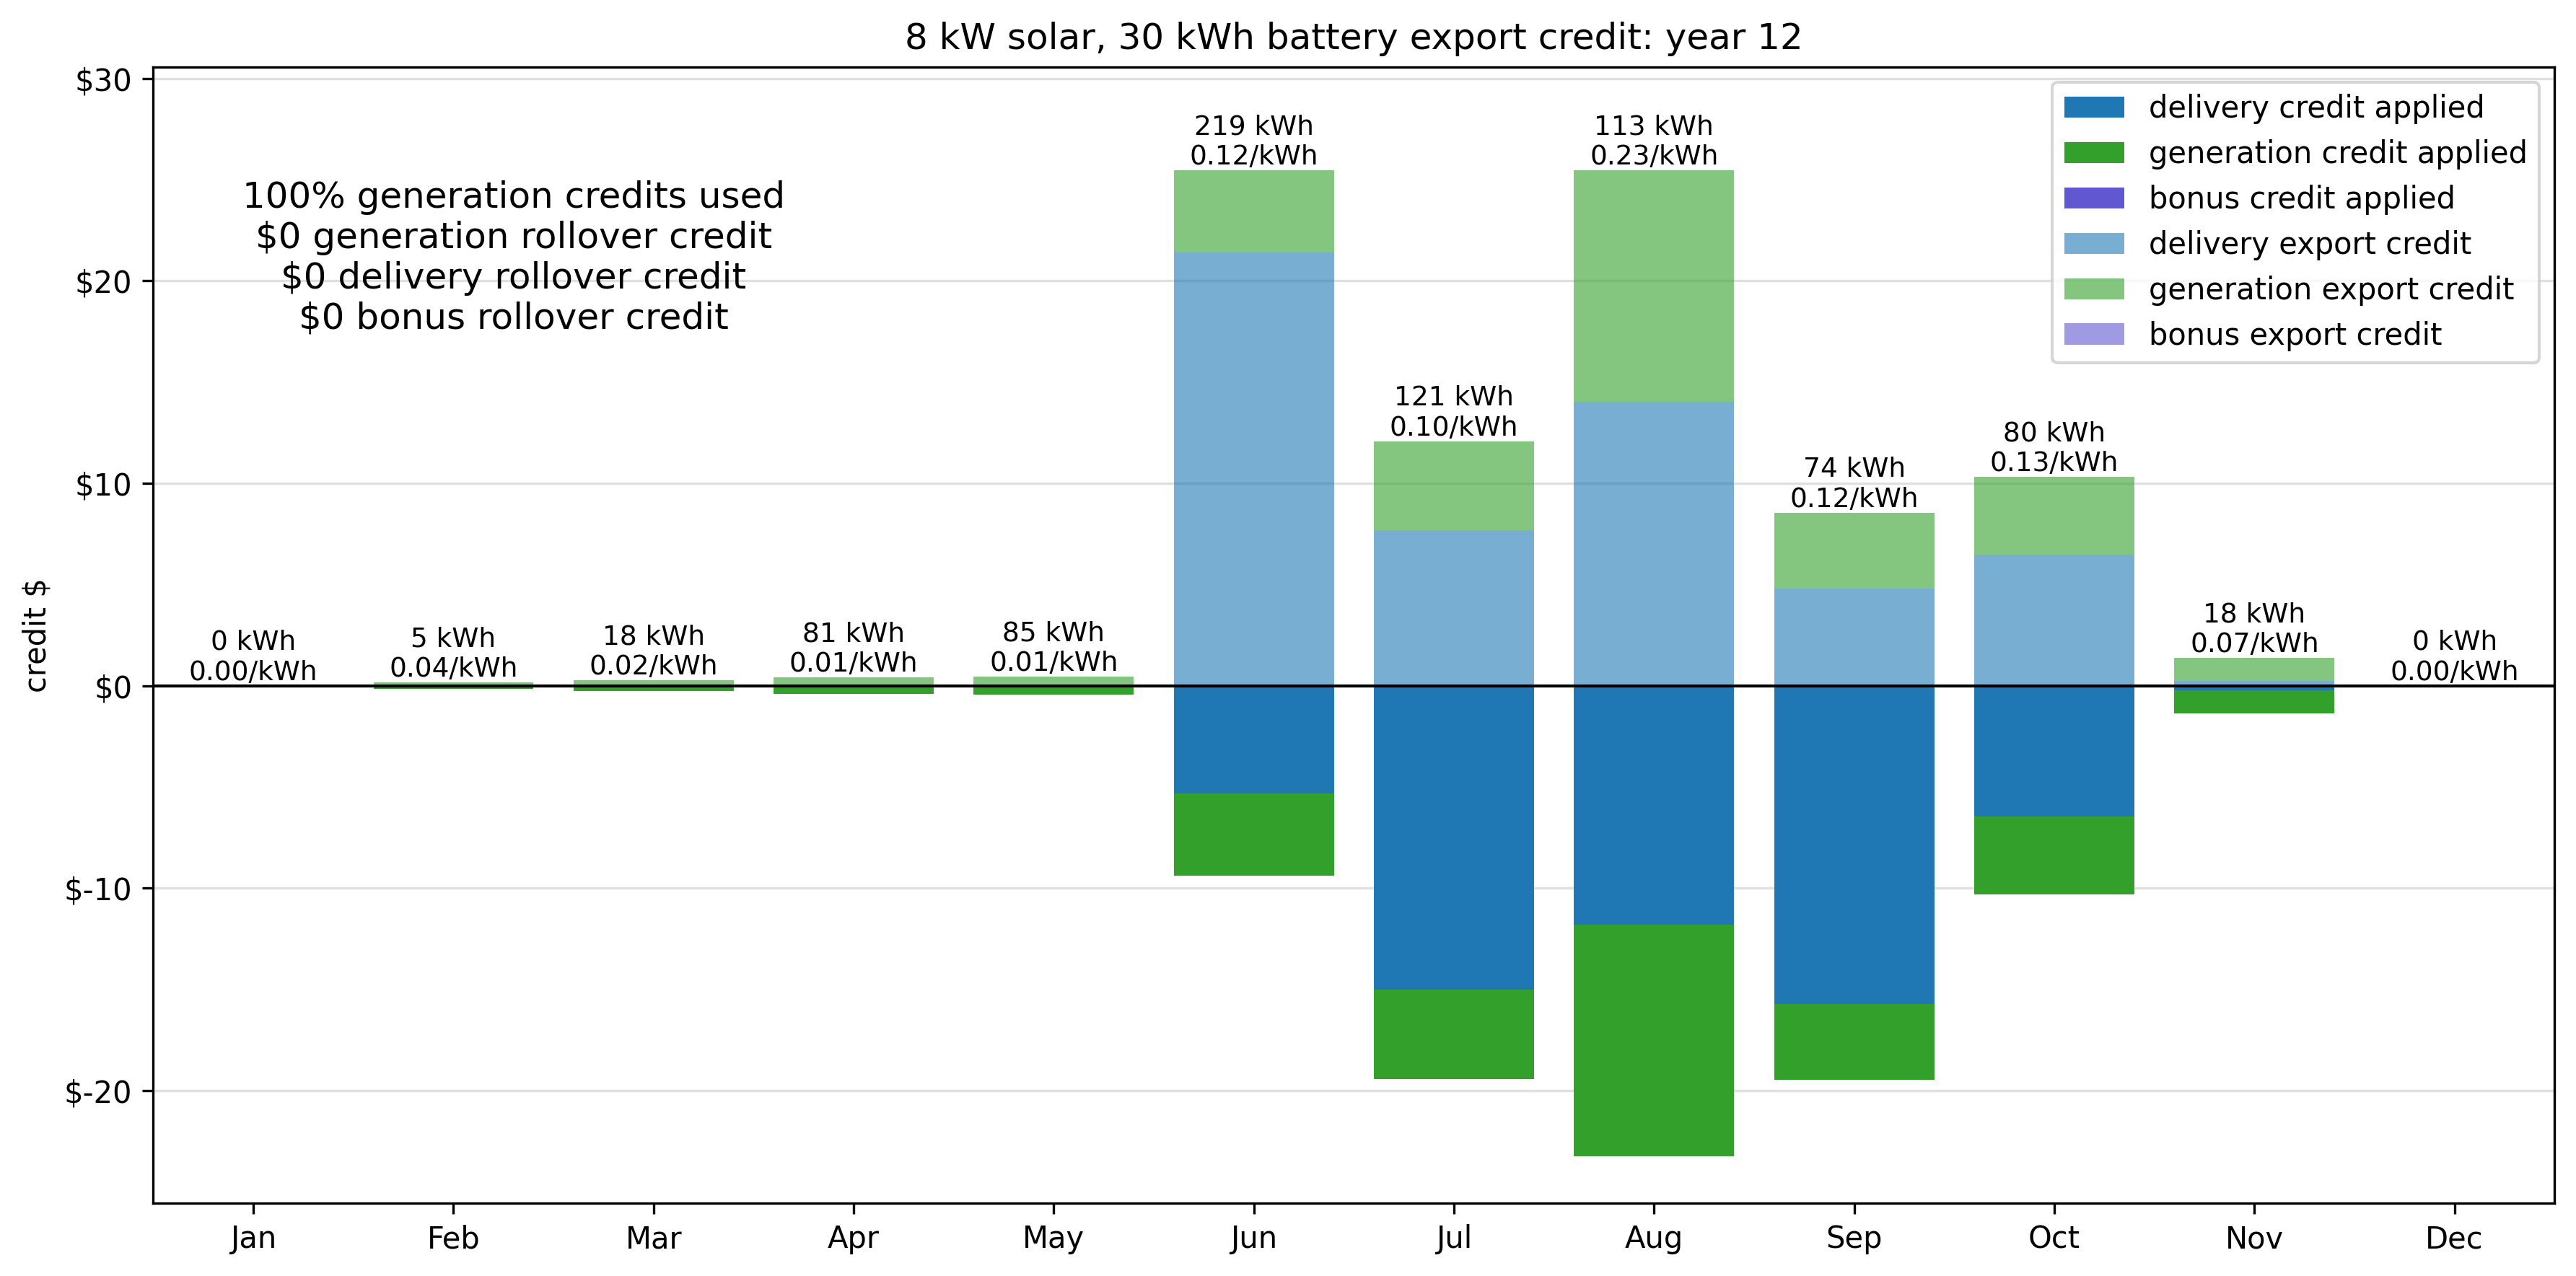 8 kW solar, 30 kWh battery export credit: year 12
credit $
$30
$20
$10
$0
$-10
$-20
100% generation credits used
$0 generation rollover credit
$0 delivery rollover credit
$0 bonus rollover credit
delivery credit applied
generation credit applied
bonus credit applied
delivery export credit
generation export credit
bonus export credit
0 kWh
0.00/kWh
5 kWh
0.04/kWh
18 kWh
0.02/kWh
81 kWh
0.01/kWh
85 kWh
0.01/kWh
219 kWh
0.12/kWh
121 kWh
0.10/kWh
113 kWh
0.23/kWh
74 kWh
0.12/kWh
80 kWh
0.13/kWh
18 kWh
0.07/kWh
0 kWh
0.00/kWh
Jan Feb Mar Apr May Jun Jul Aug Sep Oct Nov Dec